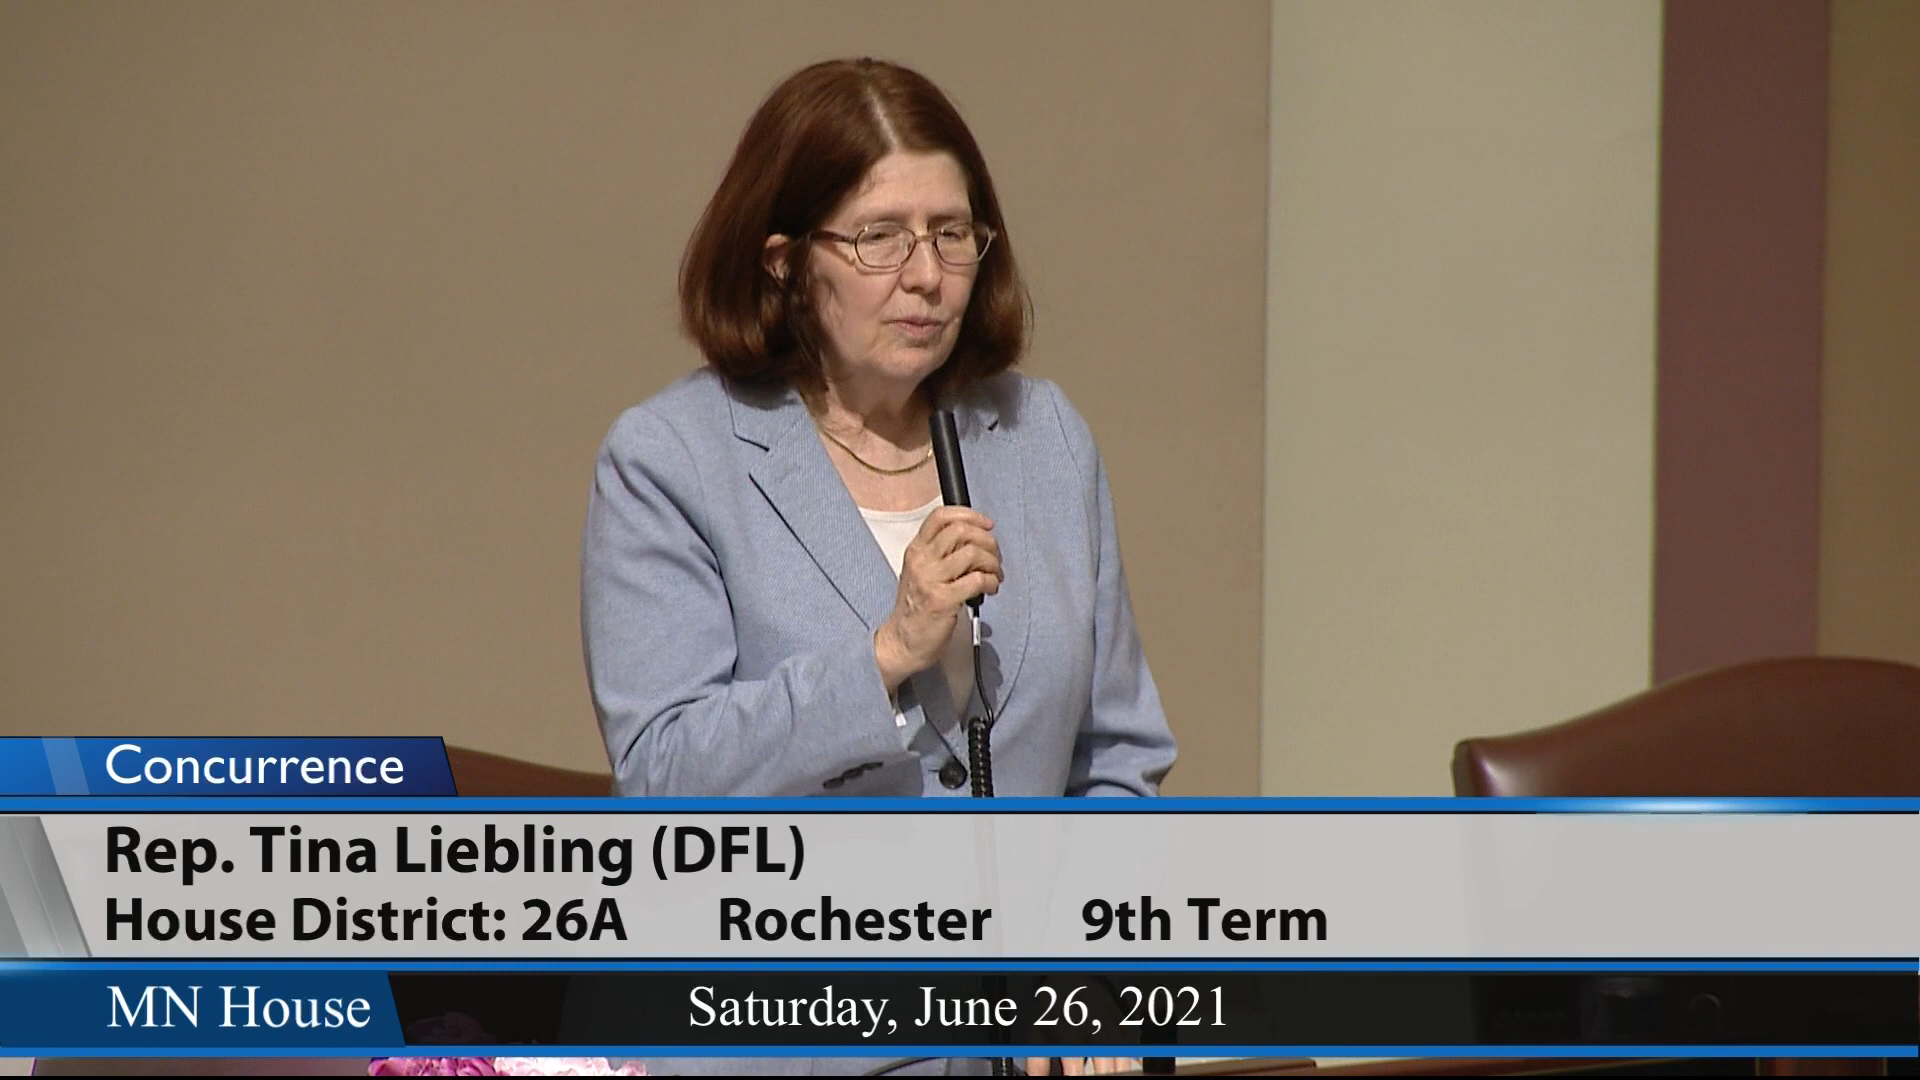 Concurrence
Rep. Tina Liebling (DFL)
House District: 26A Rochester 9th Term
MN House Saturday, June 26, 2021